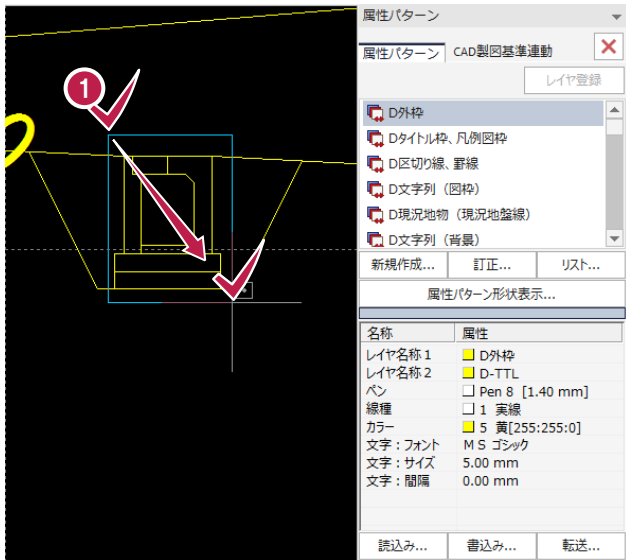 属性パターン
属性パターン CAD製図基準連動
レイヤ登録
1
D外枠
Dタイトル枠、凡例図枠
D区切り線、罫線
D文字列（図枠）
D現況地物（現況地盤線）
D文字列（背景）
新規作成... 訂正... リスト...
属性パターン形状表示...
名称 属性
レイヤ名称1 D外枠
レイヤ名称2 D-TTL
ペン Pen 8 [1.40 mm]
線種 1 実線
カラー 5 黄[255:255:0]
文字：フォント ＭＳ ゴシック
文字：サイズ 5.00 mm
文字：間隔 0.00 mm
読込み... 書込み... 転送...